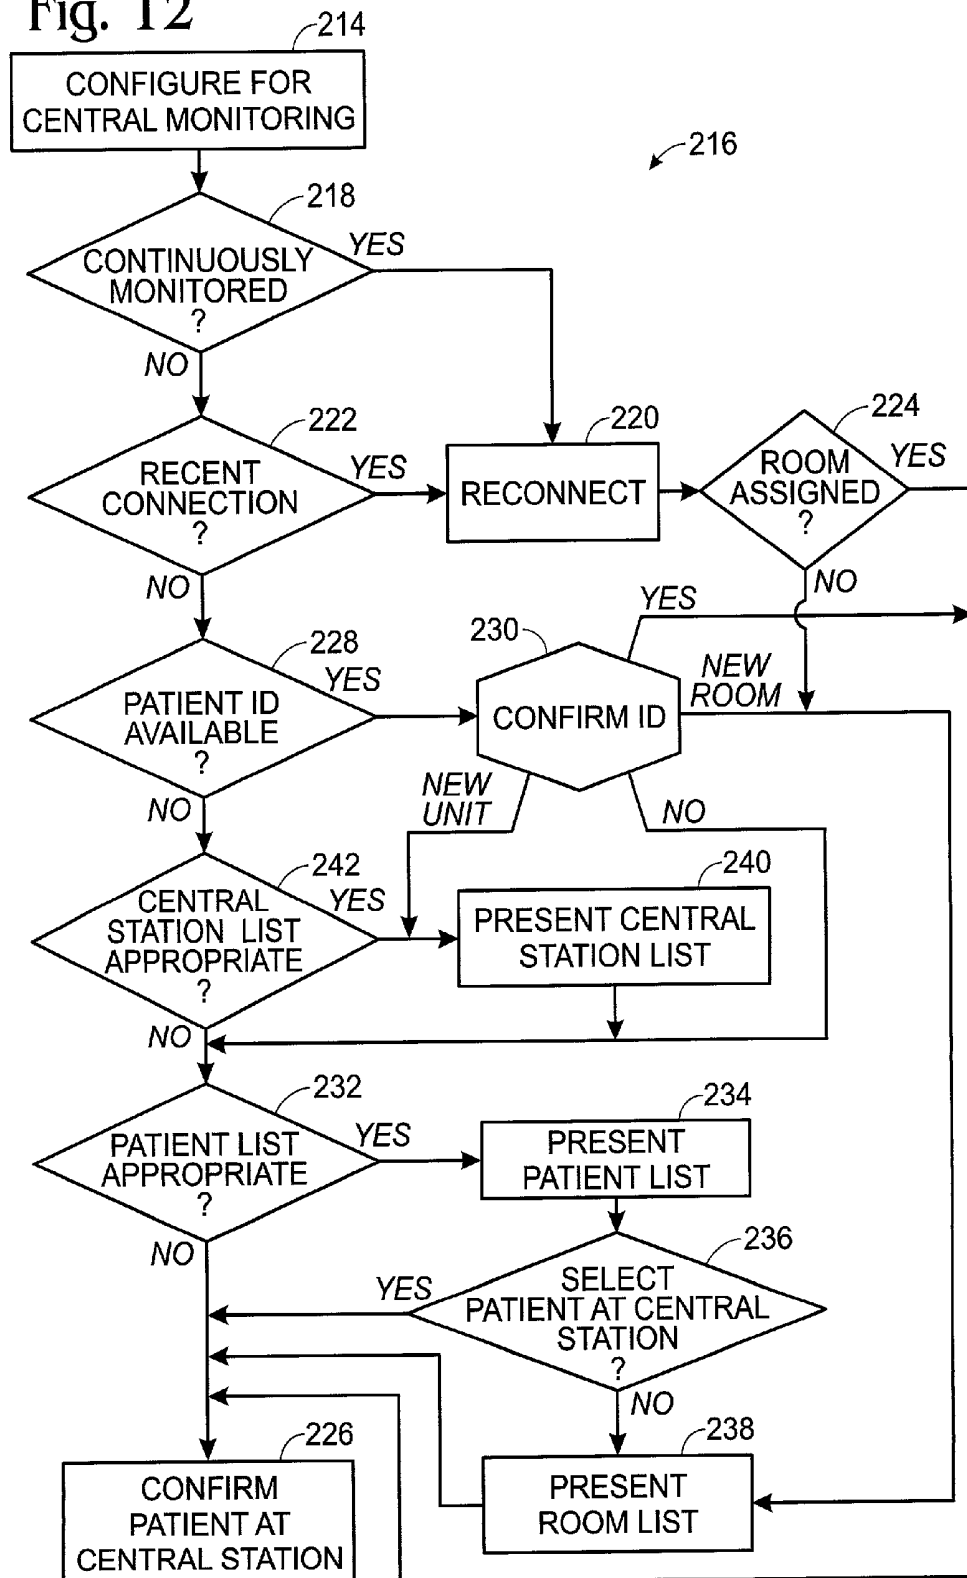 Fig. 12
214
CONFIGURE FOR
CENTRAL MONITORING
216
218
YES
CONTINUOUSLY
MONITORED
?
NO
222
220
224
RECENT
CONNECTION
?
YES
RECONNECT
ROOM
ASSIGNED
?
YES
NO
NO
YES
228
YES
230
NEW
ROOM
PATIENT ID
AVAILABLE
?
CONFIRM ID
NEW
UNIT
NO
NO
242
YES
240
CENTRAL
STATION LIST
APPROPRIATE
?
PRESENT CENTRAL
STATION LIST
NO
232
234
YES
PATIENT LIST
APPROPRIATE
?
PRESENT
PATIENT LIST
NO
236
YES
SELECT
PATIENT AT CENTRAL
STATION
?
NO
226
238
CONFIRM
PATIENT AT
CENTRAL STATION
PRESENT
ROOM LIST